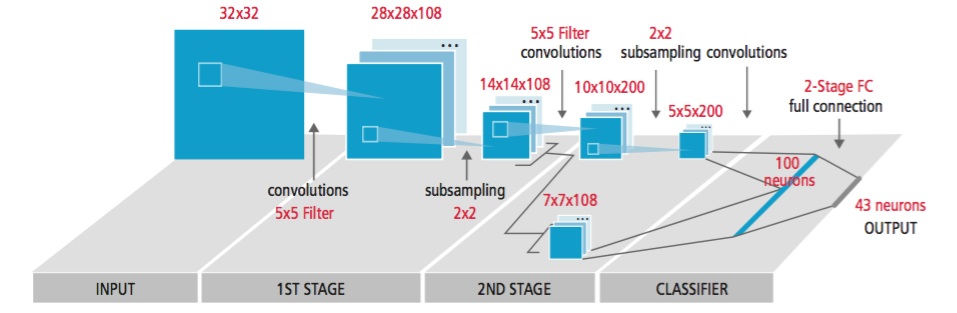 32x32
28x28x108
5x5 Filter
convolutions
2x2
subsampling
convolutions
14x14x108
10x10x200
5x5x200
2-Stage FC
full connection
convolutions
5x5 Filter
subsampling
2x2
7x7x108
100
neurons
43 neurons
OUTPUT
INPUT
1ST STAGE
2ND STAGE
CLASSIFIER